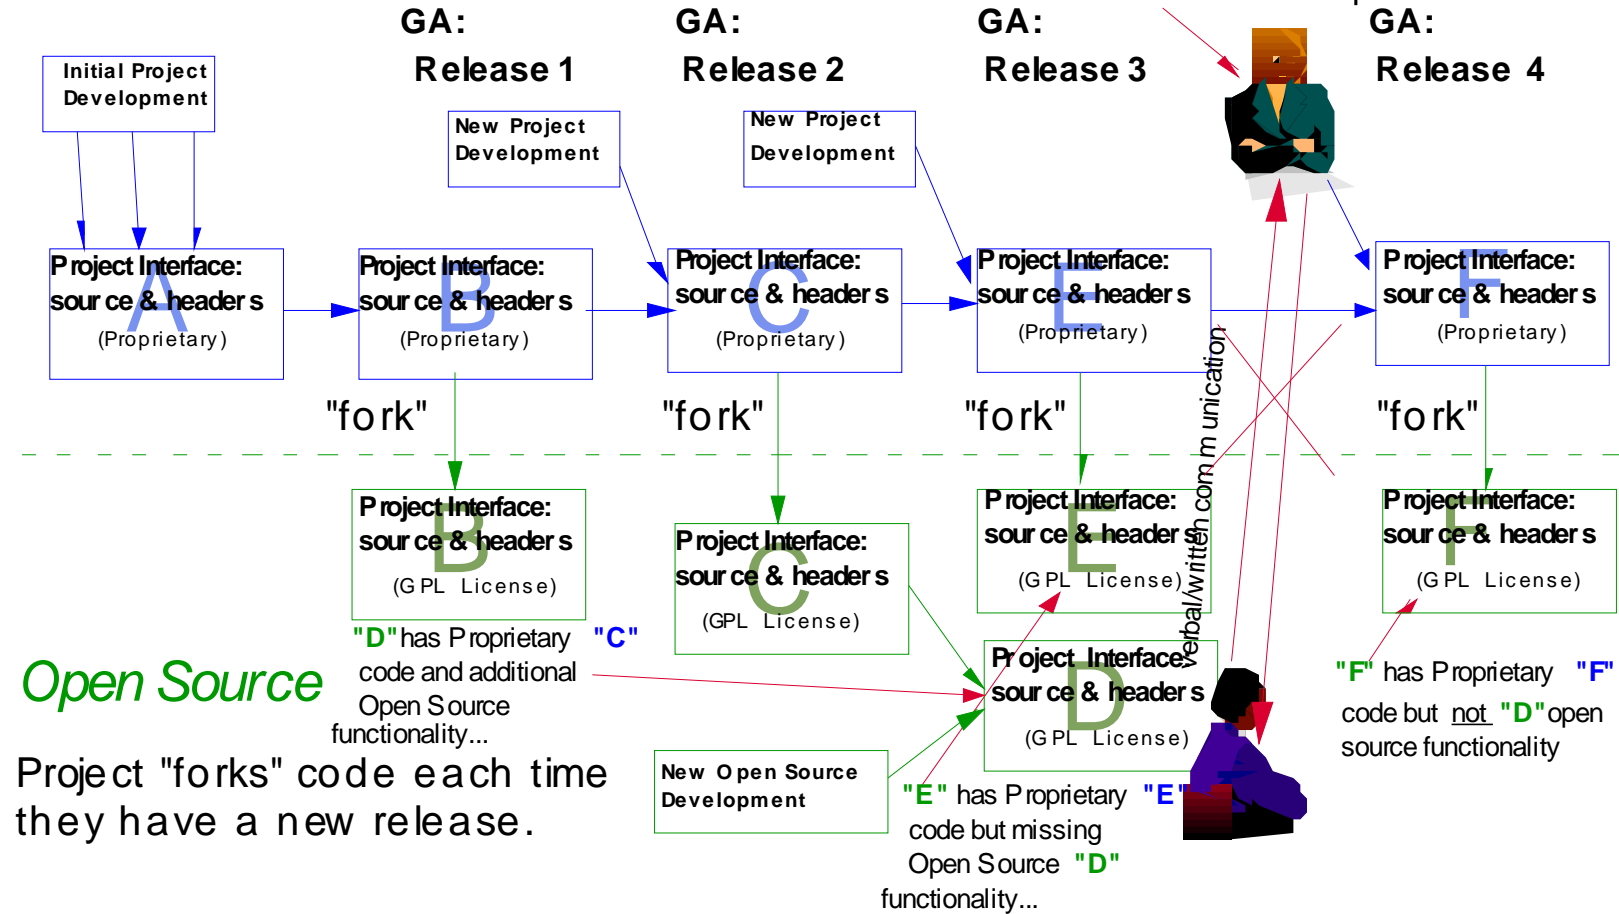 GA:
Release 1
GA:
Release 2
GA:
Release 3
GA:
Release 4
Initial Project
Development
New Project
Development
New Project
Development
Project Interface:
source & headers
(Proprietary)
A
Project Interface:
source & headers
(Proprietary)
B
Project Interface:
source & headers
(Proprietary)
C
Project Interface:
source & headers
(Proprietary)
E
Project Interface:
source & headers
(Proprietary)
F
"fork"
"fork"
"fork"
"fork"
verbal/written communication
Project Interface:
source & headers
(GPL License)
B
Project Interface:
source & headers
(GPL License)
C
Project Interface:
source & headers
(GPL License)
E
Project Interface:
source & headers
(GPL License)
F
Project Interface:
source & headers
(GPL License)
D
"D" has Proprietary "C"
code and additional
Open Source
functionality...
Open Source
Project "forks" code each time
they have a new release.
New Open Source
Development
"E" has Proprietary "E"
code but missing
Open Source "D"
functionality...
"F" has Proprietary "F"
code but not "D" open
source functionality